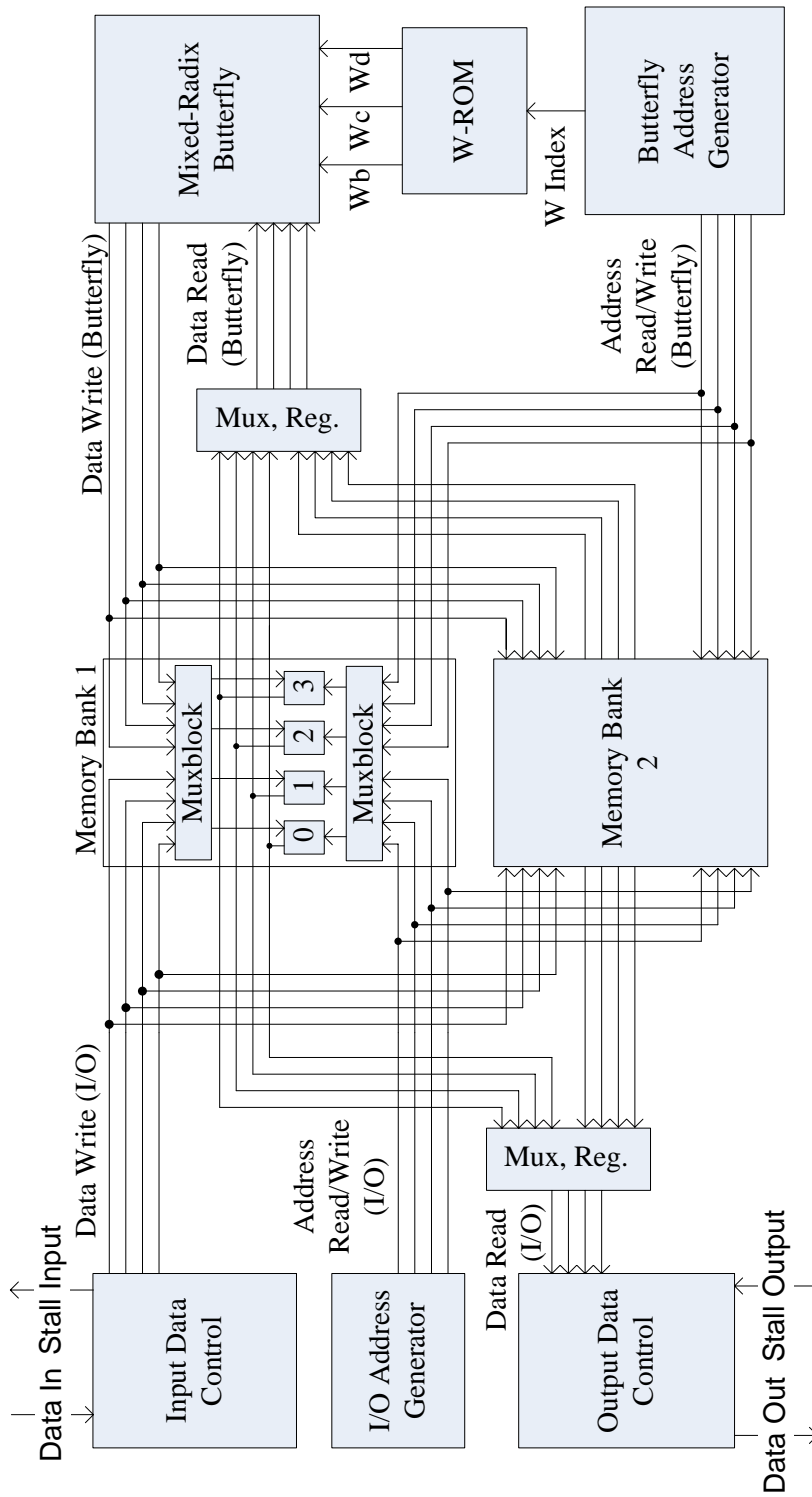 Data In
Stall Input
Input Data
Control
Data Write (I/O)
I/O Address
Generator
Address
Read/Write
(I/O)
Output Data
Control
Data Out
Stall Output
Data Read
(I/O)
Mux, Reg.
Memory Bank 1
Muxblock
0
1
2
3
Muxblock
Memory Bank
2
Data Write (Butterfly)
Mux, Reg.
Data Read
(Butterfly)
Mixed-Radix
Butterfly
Wb
Wc
Wd
W-ROM
W Index
Butterfly
Address
Generator
Address
Read/Write
(Butterfly)